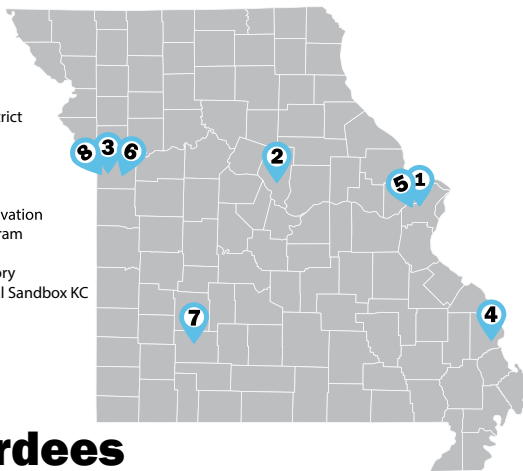 rict
vation
ram
ory
l Sandbox KC
8 3 6
2
5 1
7
4
rdees